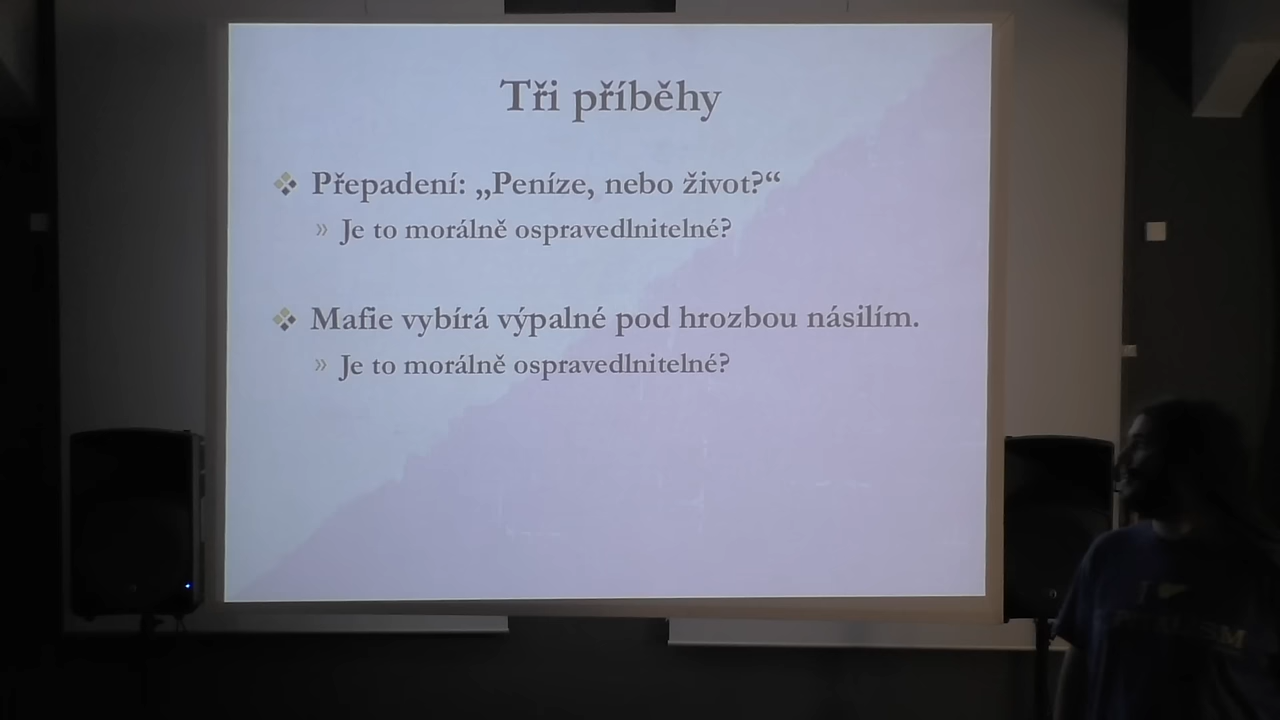 Tři příběhy
Přepadení: „Peníze, nebo život?“
» Je to morálně ospravedlnitelné?
Mafie vybírá výpalné pod hrozbou násilím.
» Je to morálně ospravedlnitelné?